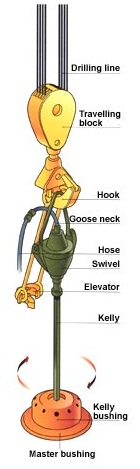 Drilling line
Travelling
block
Hook
Goose neck
Hose
Swivel
Elevator
Kelly
Kelly
bushing
Master bushing